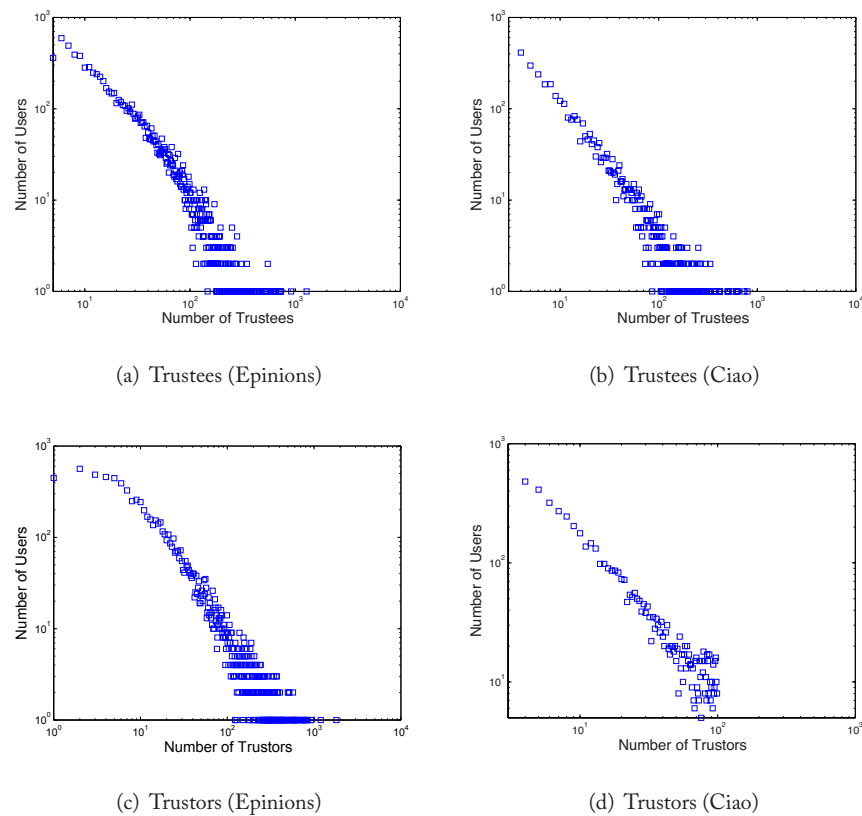 10³
10²
10¹
10⁰
Number of Users
10¹
10²
10³
10⁴
Number of Trustees
(a) Trustees (Epinions)
10³
10²
10¹
10⁰
Number of Users
10¹
10²
10³
10⁴
Number of Trustees
(b) Trustees (Ciao)
10³
10²
10¹
10⁰
Number of Users
10⁰
10¹
10²
10³
10⁴
Number of Trustors
(c) Trustors (Epinions)
10³
10²
10¹
Number of Users
10¹
10²
10³
Number of Trustors
(d) Trustors (Ciao)